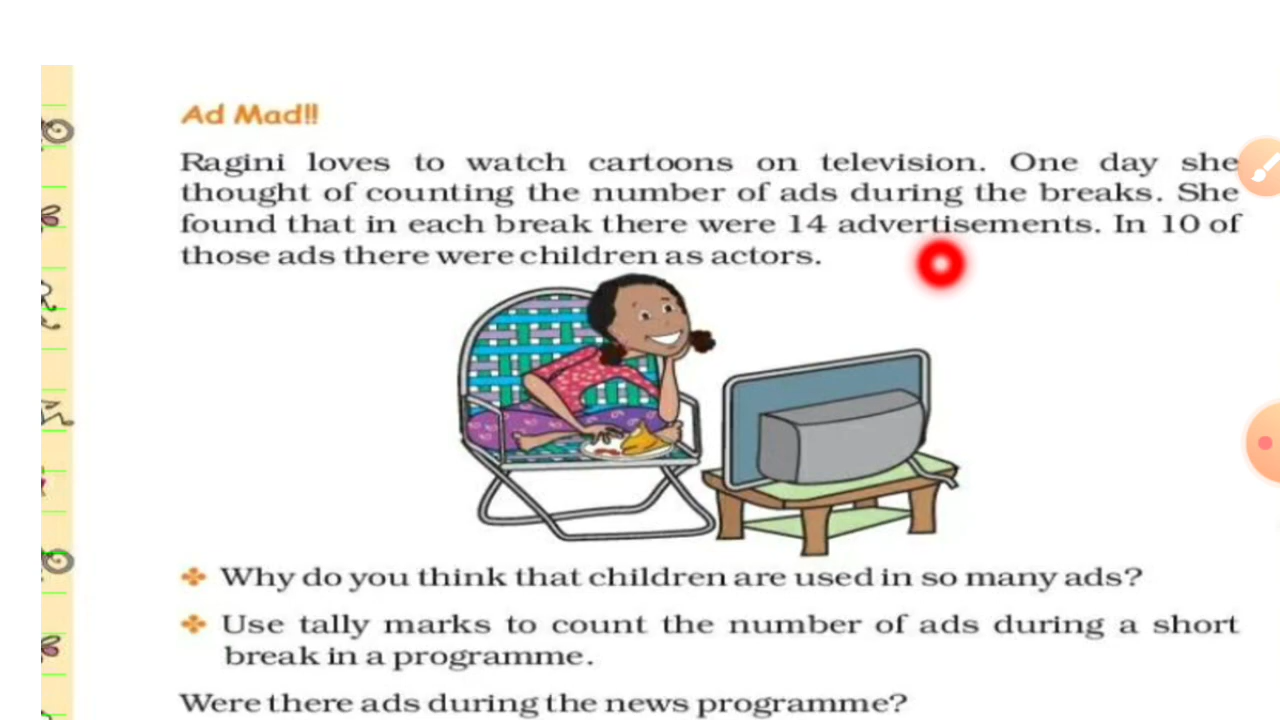 Ad Mad!!
Ragini loves to watch cartoons on television. One day she
thought of counting the number of ads during the breaks. She
found that in each break there were 14 advertisements. In 10 of
those ads there were children as actors.
Why do you think that children are used in so many ads?
Use tally marks to count the number of ads during a short
break in a programme.
Were there ads during the news programme?